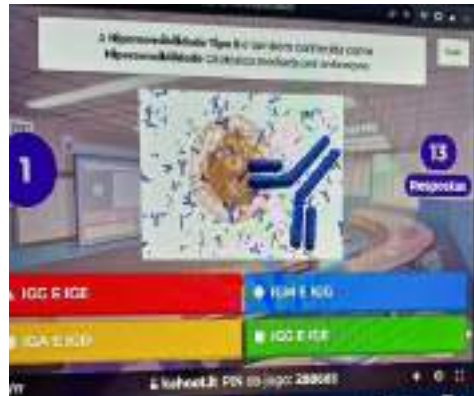 A Hipersensibilidade Tipo II é também conhecida como
Hipersensibilidade citotóxica mediada por anticorpos
1
13
Respostas
IGG E IGE
IGM E IGG
IGA E IGD
IGG E IGE
kahoot.it PIN do jogo: